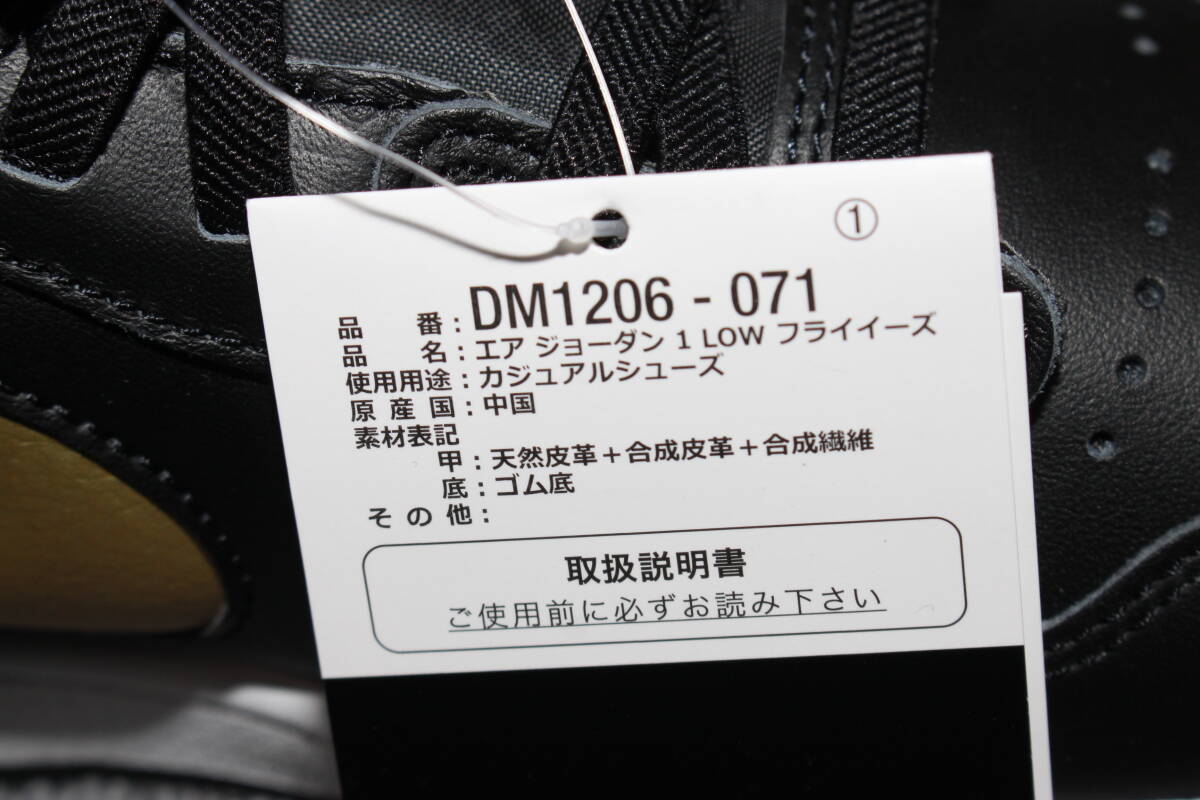 ①
品番：DM1206 - 071
品名：エア ジョーダン 1 LOW フライイーズ
使用用途：カジュアルシューズ
原産国：中国
素材表記
甲：天然皮革＋合成皮革＋合成繊維
底：ゴム底
その他：
取扱説明書
ご使用前に必ずお読み下さい